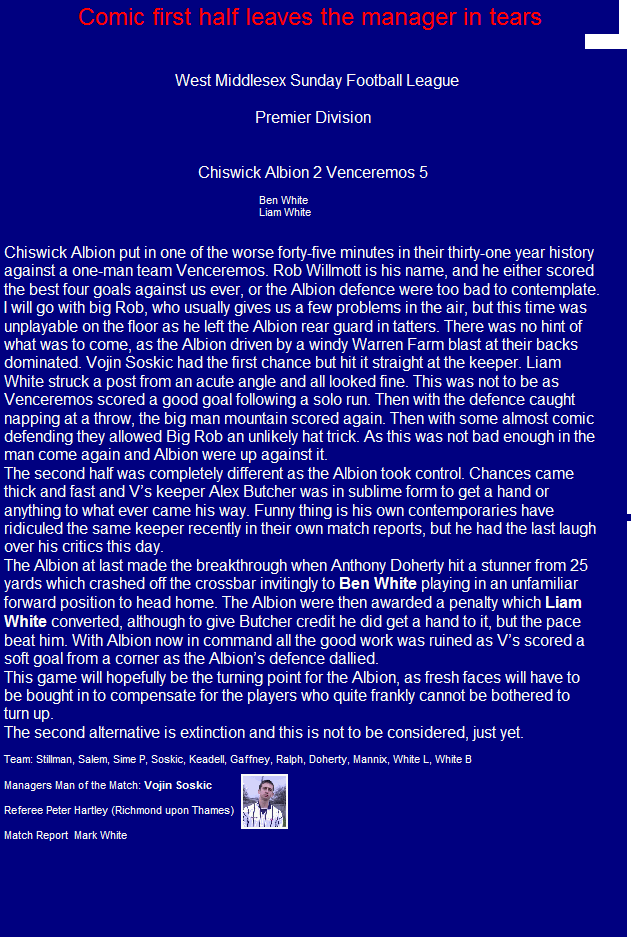 Comic first half leaves the manager in tears
West Middlesex Sunday Football League
Premier Division
Chiswick Albion 2 Venceremos 5
Ben White
Liam White
Chiswick Albion put in one of the worse forty-five minutes in their thirty-one year history
against a one-man team Venceremos. Rob Willmott is his name, and he either scored
the best four goals against us ever, or the Albion defence were too bad to contemplate.
I will go with big Rob, who usually gives us a few problems in the air, but this time was
unplayable on the floor as he left the Albion rear guard in tatters. There was no hint of
what was to come, as the Albion driven by a windy Warren Farm blast at their backs
dominated. Vojin Soskic had the first chance but hit it straight at the keeper. Liam
White struck a post from an acute angle and all looked fine. This was not to be as
Venceremos scored a good goal following a solo run. Then with the defence caught
napping at a throw, the big man mountain scored again. Then with some almost comic
defending they allowed Big Rob an unlikely hat trick. As this was not bad enough in the
man come again and Albion were up against it.
The second half was completely different as the Albion took control. Chances came
thick and fast and V's keeper Alex Butcher was in sublime form to get a hand or
anything to what ever came his way. Funny thing is his own contemporaries have
ridiculed the same keeper recently in their own match reports, but he had the last laugh
over his critics this day.
The Albion at last made the breakthrough when Anthony Doherty hit a stunner from 25
yards which crashed off the crossbar invitingly to Ben White playing in an unfamiliar
forward position to head home. The Albion were then awarded a penalty which Liam
White converted, although to give Butcher credit he did get a hand to it, but the pace
beat him. With Albion now in command all the good work was ruined as V's scored a
soft goal from a corner as the Albion's defence dallied.
This game will hopefully be the turning point for the Albion, as fresh faces will have to
be bought in to compensate for the players who quite frankly cannot be bothered to
turn up.
The second alternative is extinction and this is not to be considered, just yet.
Team: Stillman, Salem, Sime P, Soskic, Keadell, Gaffney, Ralph, Doherty, Mannix, White L, White B
Managers Man of the Match: Vojin Soskic
Referee Peter Hartley (Richmond upon Thames)
Match Report  Mark White